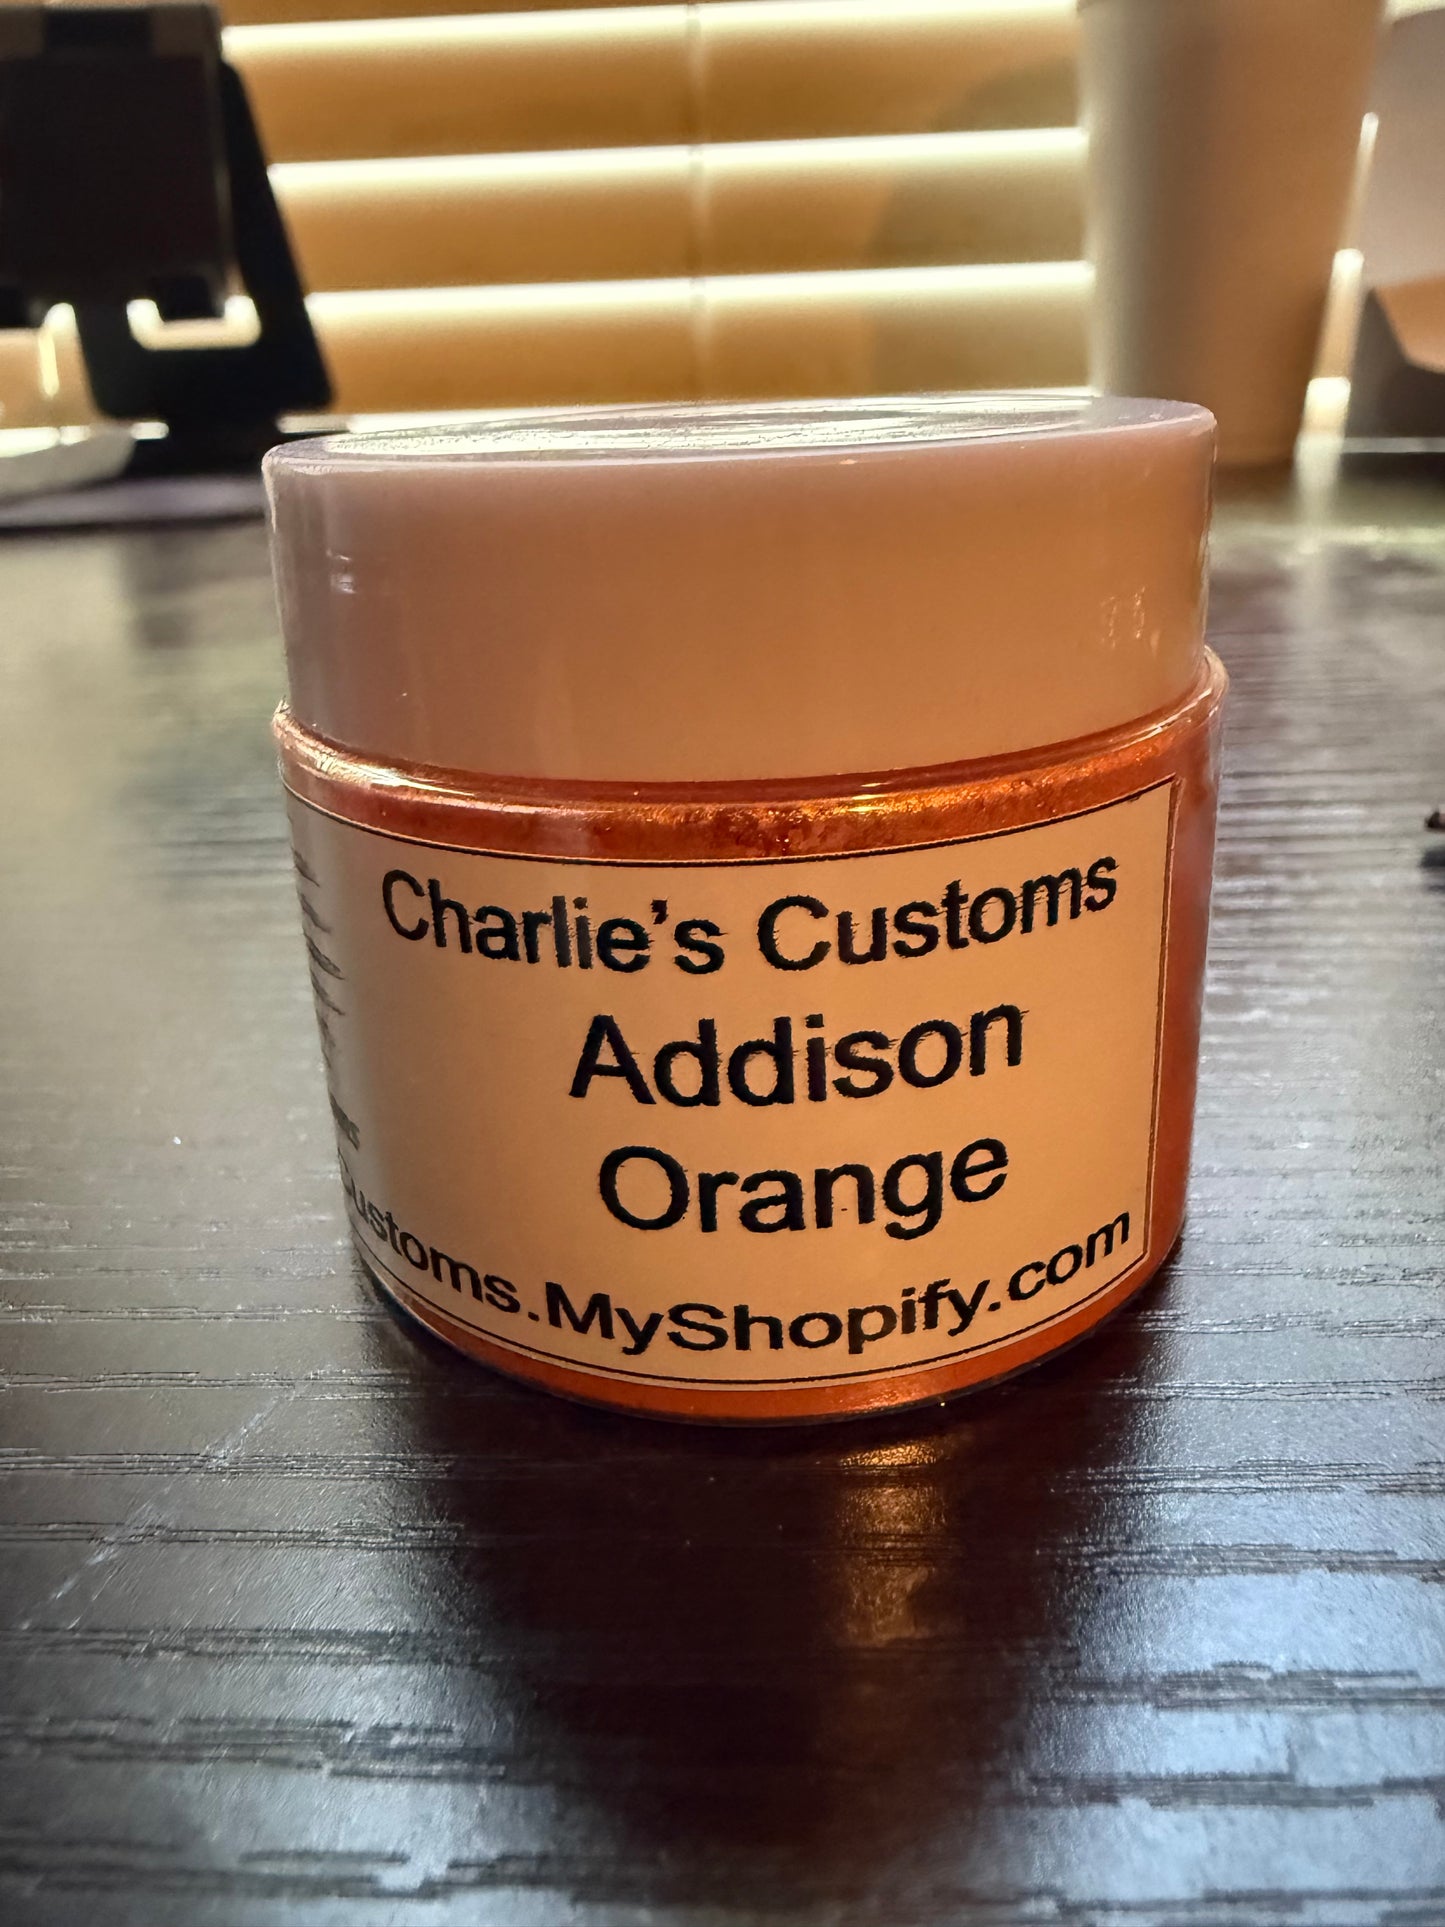 Charlie’s Customs
Addison
Orange
Customs.MyShopify.com